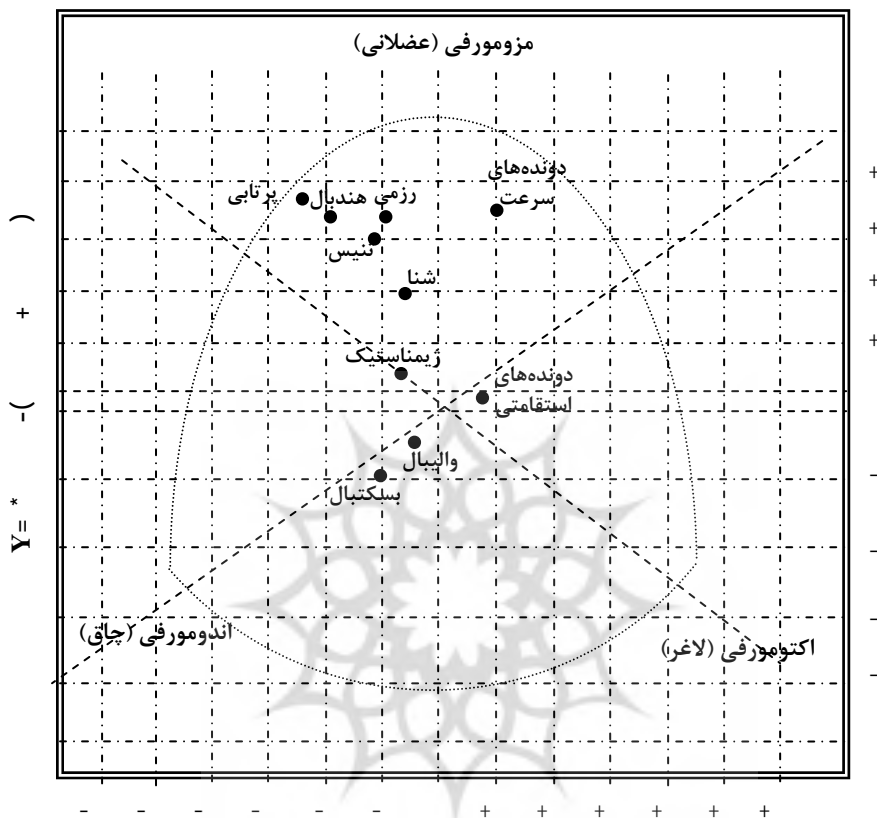 مزومورفی (عضلانی)
دونده‌های
سرعت
پرتابی
هندبال
رزمی
تنیس
شنا
ژیمناستیک
دونده‌های
استقامتی
والیبال
بسکتبال
اندومورفی (چاق)
اکتومورفی (لاغر)
Y= * -( + )
+
+
+
+
-
-
-
-
- - - - - - + + + + + +